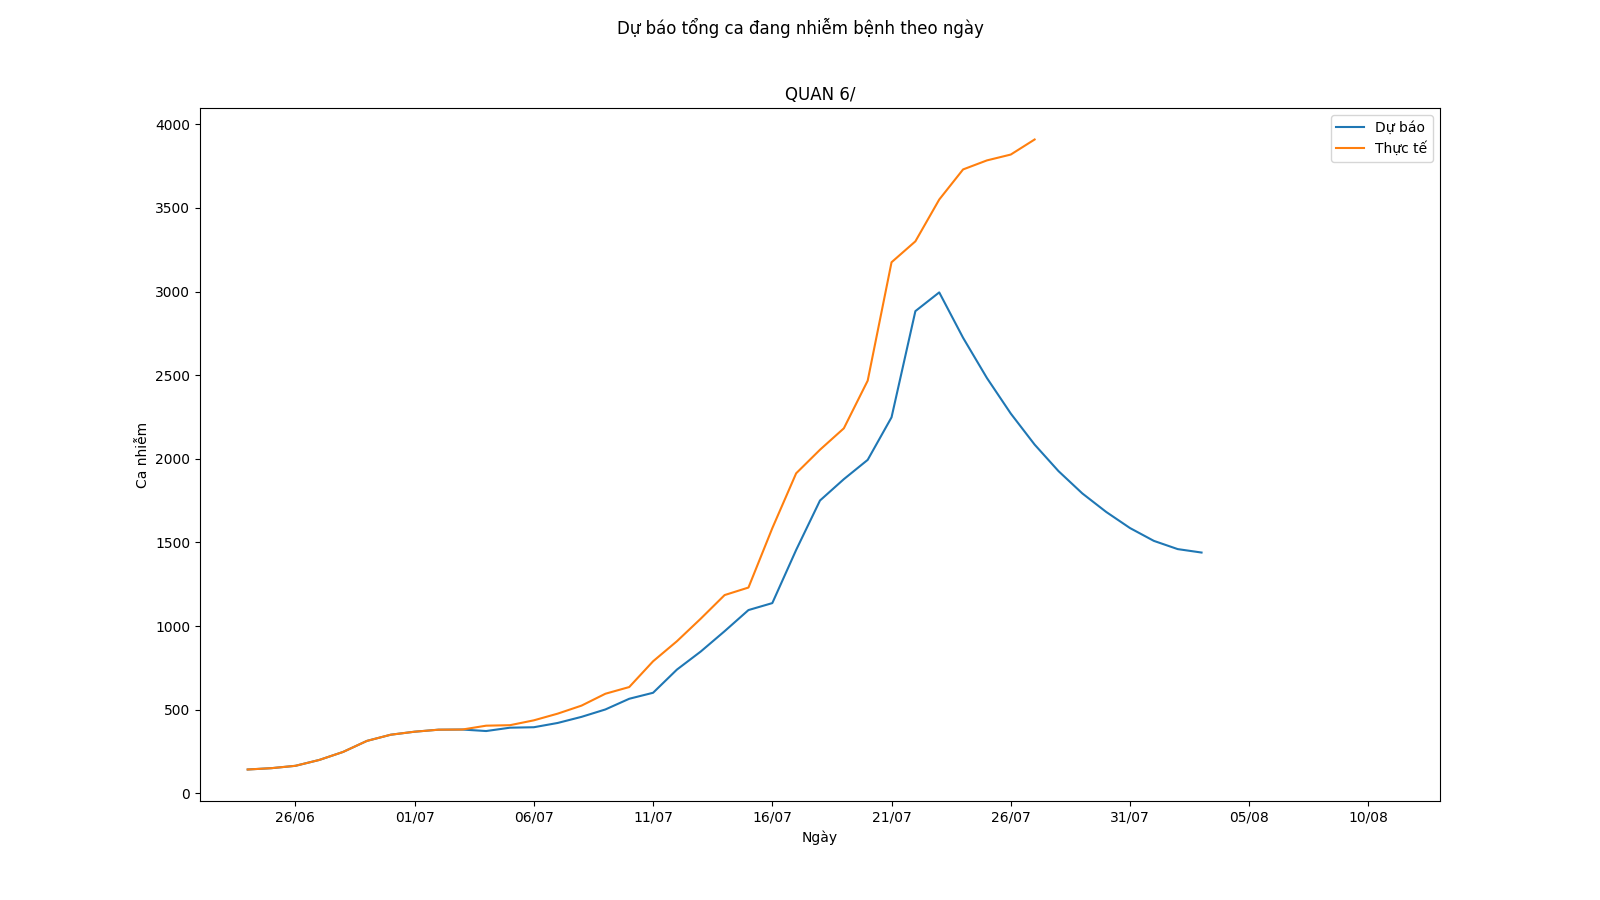 Dự báo tổng ca đang nhiễm bệnh theo ngày
QUAN 6/
Dự báo
Thực tế
Ca nhiễm
4000
3500
3000
2500
2000
1500
1000
500
0
26/06 01/07 06/07 11/07 16/07 21/07 26/07 31/07 05/08 10/08
Ngày